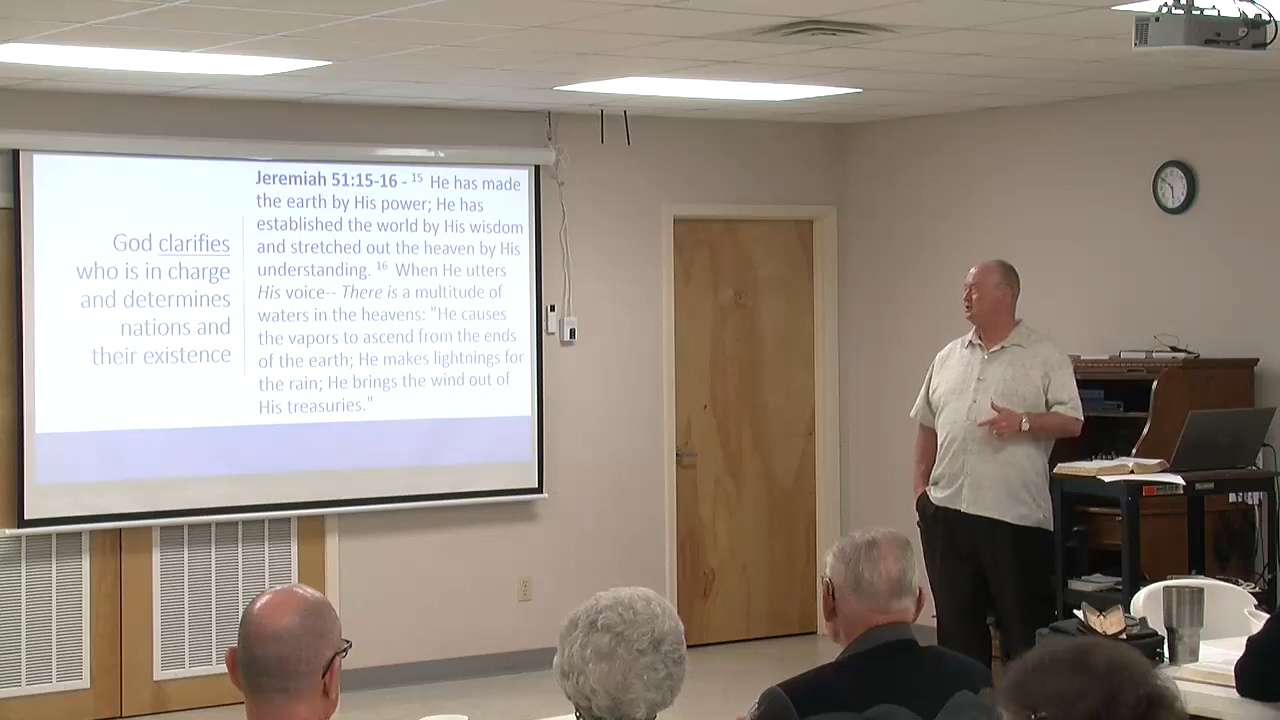 God clarifies
who is in charge
and determines
nations and
their existence
Jeremiah 51:15-16 - 15 He has made
the earth by His power; He has
established the world by His wisdom
and stretched out the heaven by His
understanding. 16 When He utters
His voice-- There is a multitude of
waters in the heavens: "He causes
the vapors to ascend from the ends
of the earth; He makes lightnings for
the rain; He brings the wind out of
His treasuries."